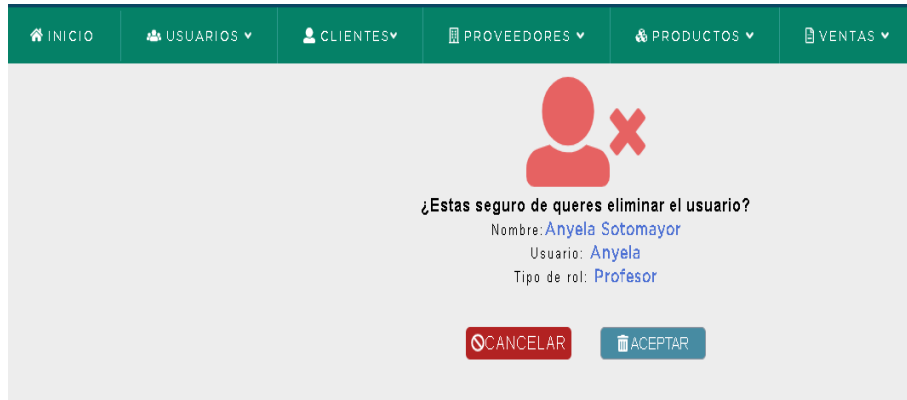 INICIO USUARIOS CLIENTES PROVEEDORES PRODUCTOS VENTAS
¿Estas seguro de queres eliminar el usuario?
Nombre: Anyela Sotomayor
Usuario: Anyela
Tipo de rol: Profesor
CANCELAR ACEPTAR